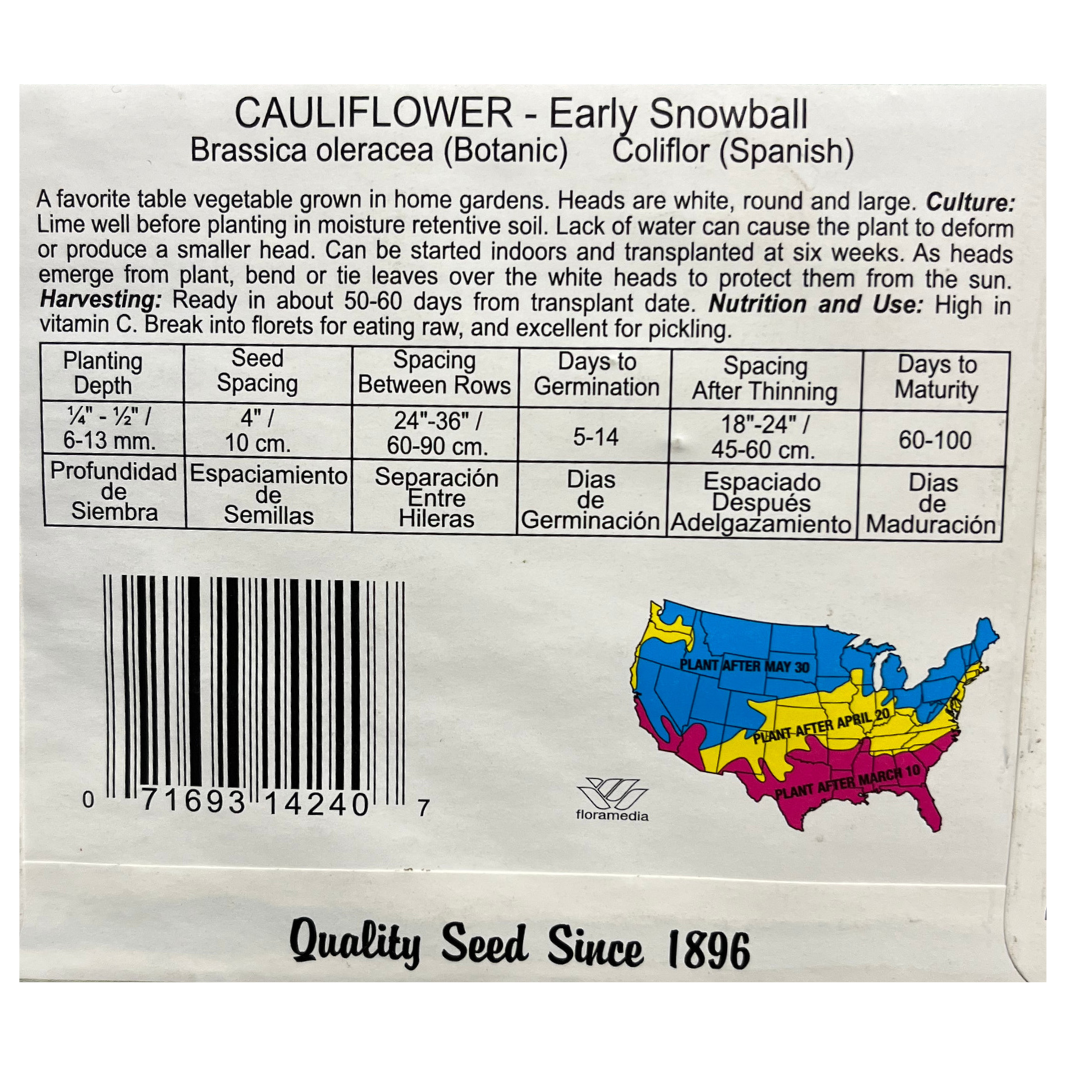 CAULIFLOWER - Early Snowball
Brassica oleracea (Botanic) Coliflor (Spanish)
A favorite table vegetable grown in home gardens. Heads are white, round and large. Culture:
Lime well before planting in moisture retentive soil. Lack of water can cause the plant to deform
or produce a smaller head. Can be started indoors and transplanted at six weeks. As heads
emerge from plant, bend or tie leaves over the white heads to protect them from the sun.
Harvesting: Ready in about 50-60 days from transplant date. Nutrition and Use: High in
vitamin C. Break into florets for eating raw, and excellent for pickling.
Planting Depth
Seed Spacing
Spacing Between Rows
Days to Germination
Spacing After Thinning
Days to Maturity
¼" - ½" / 6-13 mm.
4" / 10 cm.
24"-36" / 60-90 cm.
5-14
18"-24" / 45-60 cm.
60-100
Profundidad de Siembra
Espaciamiento de Semillas
Separación Entre Hileras
Dias de Germinación
Espaciado Después Adelgazamiento
Dias de Maduración
PLANT AFTER MAY 30
PLANT AFTER APRIL 20
PLANT AFTER MARCH 10
0 71693 14240 7
floramedia
Quality Seed Since 1896